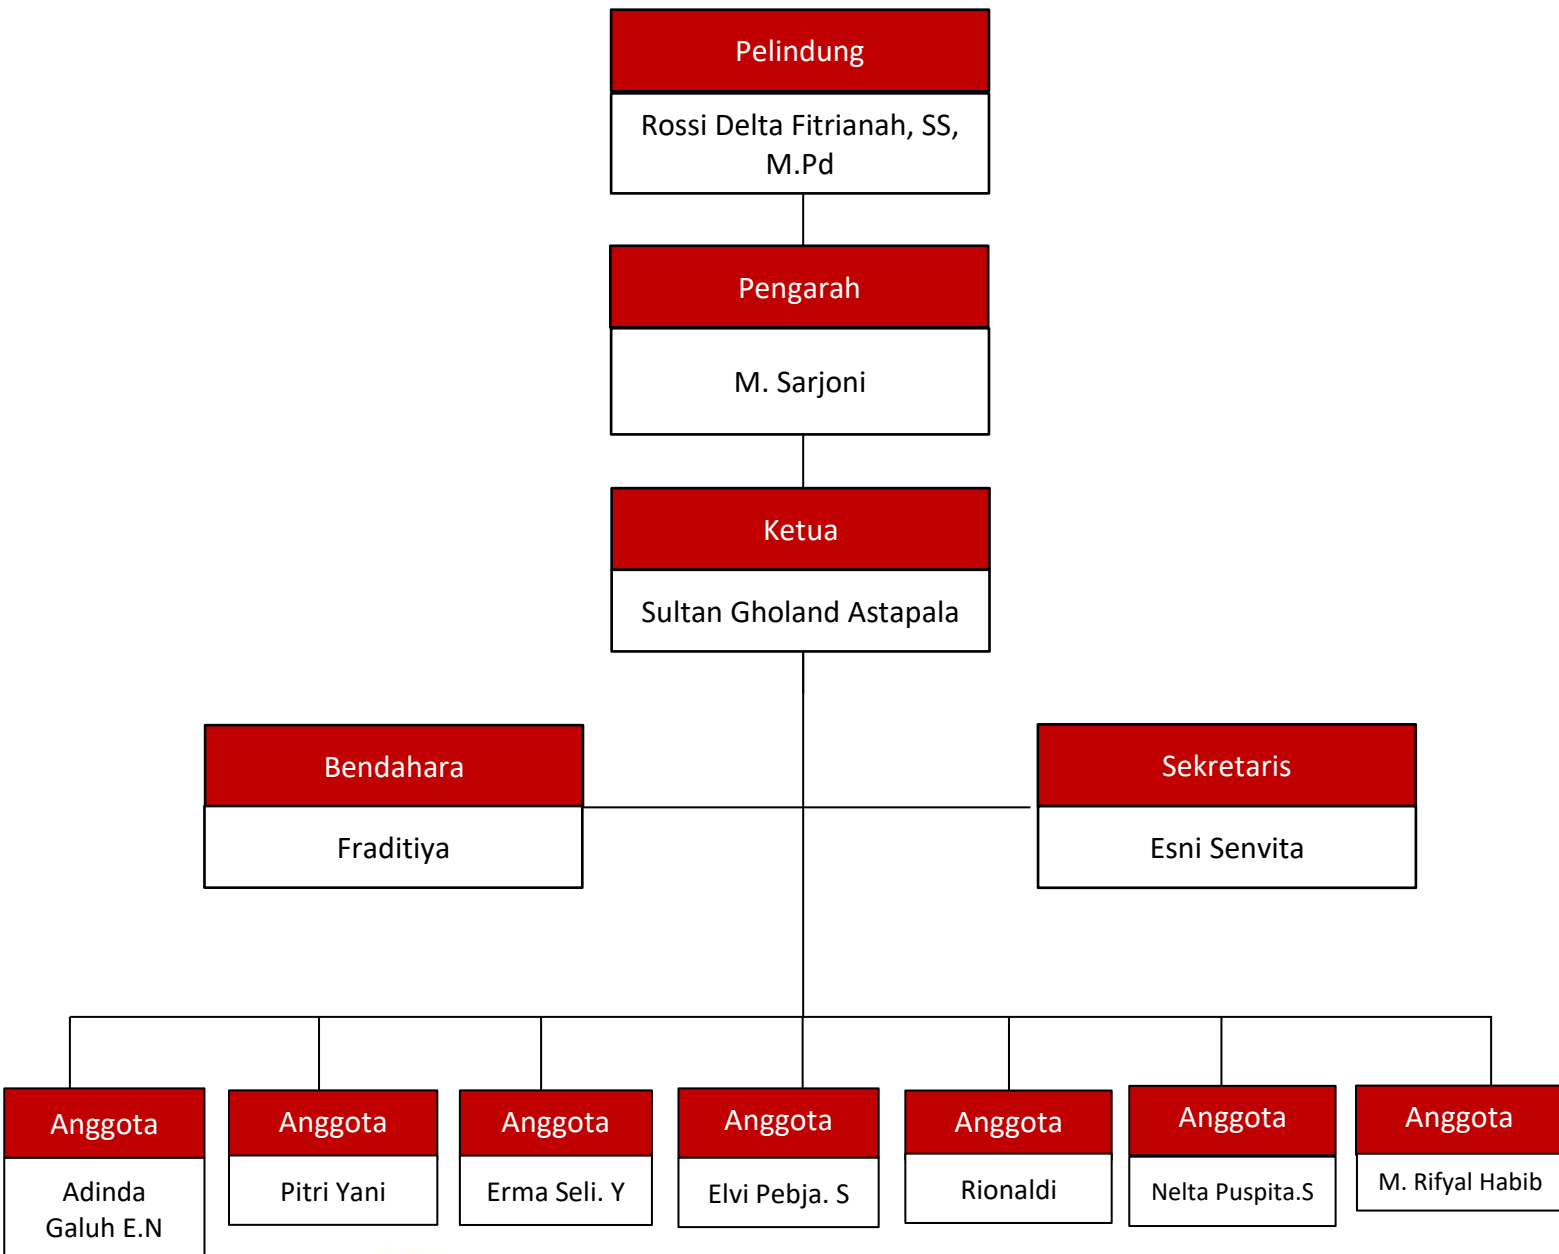 Pelindung
Rossi Delta Fitrianah, SS,
M.Pd
Pengarah
M. Sarjoni
Ketua
Sultan Gholand Astapala
Bendahara
Fraditiya
Sekretaris
Esni Senvita
Anggota
Adinda
Galuh E.N
Anggota
Pitri Yani
Anggota
Erma Seli. Y
Anggota
Elvi Pebja. S
Anggota
Rionaldi
Anggota
Nelta Puspita.S
Anggota
M. Rifyal Habib